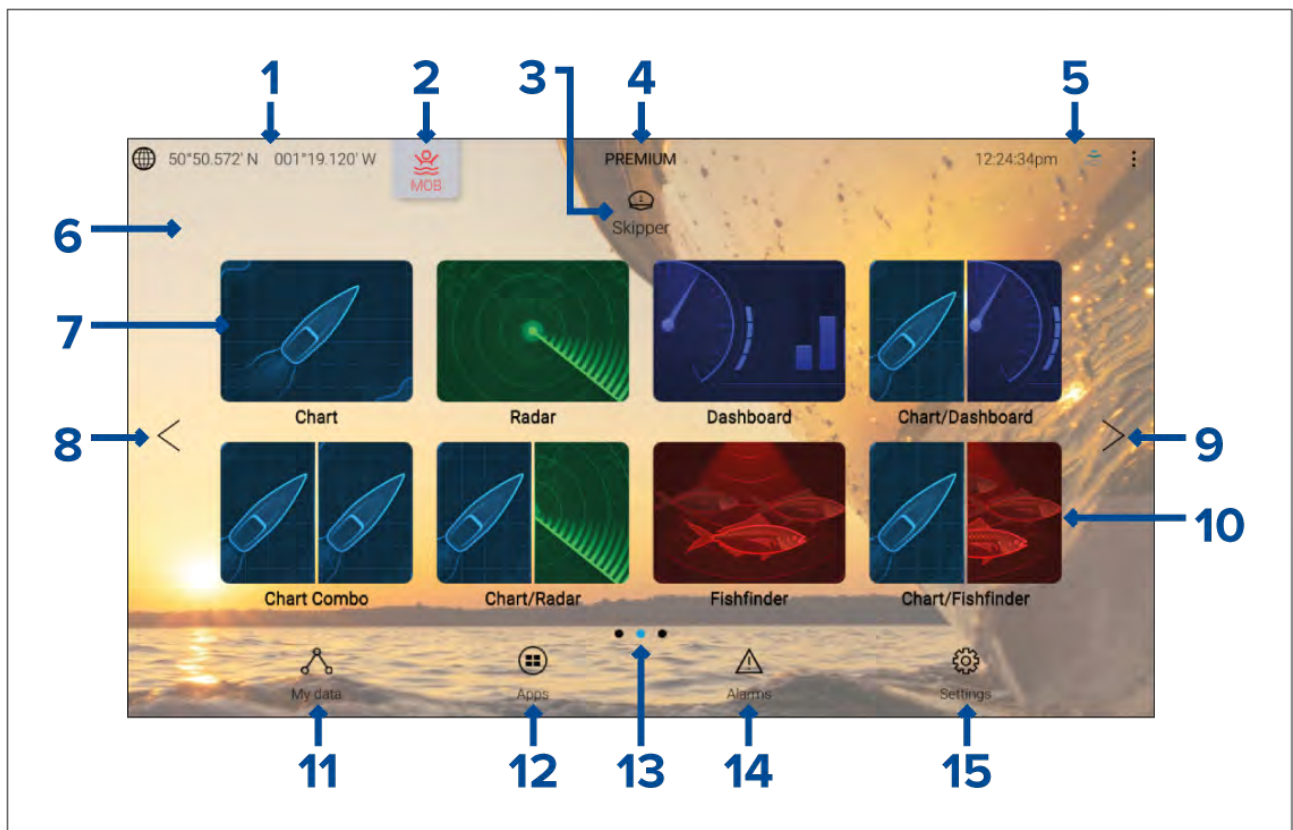 1 2 3 4 5
50°50.572' N 001°19.120' W MOB PREMIUM 12:24:34pm
Skipper
6
7
Chart Radar Dashboard Chart/Dashboard
8 9
10
Chart Combo Chart/Radar Fishfinder Chart/Fishfinder
My data Apps Alarms Settings
11 12 13 14 15